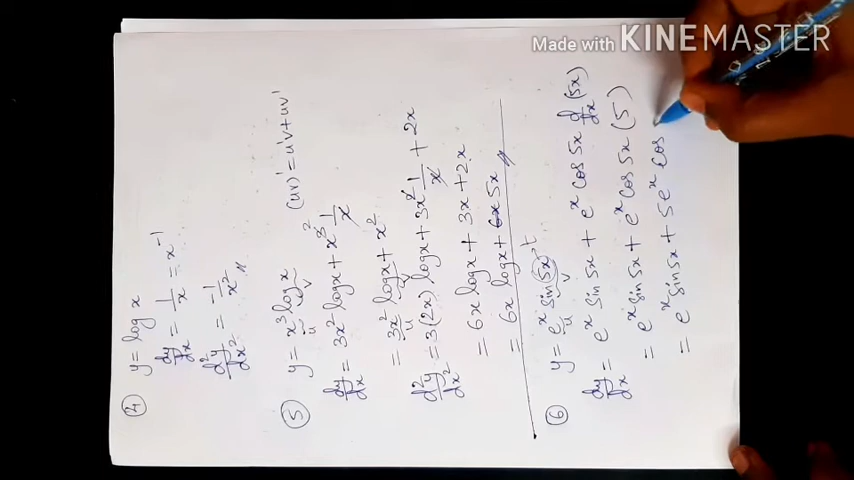 Made with KINEMASTER
④ y = log x
dy/dx = 1/x = x⁻¹
d²y/dx² = -1/x² //
⑤ y = x³ log x (uv)' = u'v + uv'
u v
dy/dx = 3x² log x + x³ 1/x
2
= 3x² log x + x²
u v
d²y/dx² = 3(2x) log x + 3x² 1/x + 2x
= 6x log x + 3x + 2x
= 6x log x + 5x //
⑥ y = eˣ sin(5x) → t
u v
dy/dx = eˣ sin 5x + eˣ cos 5x d/dx (5x)
= eˣ sin 5x + eˣ cos 5x (5)
= eˣ sin 5x + 5eˣ cos